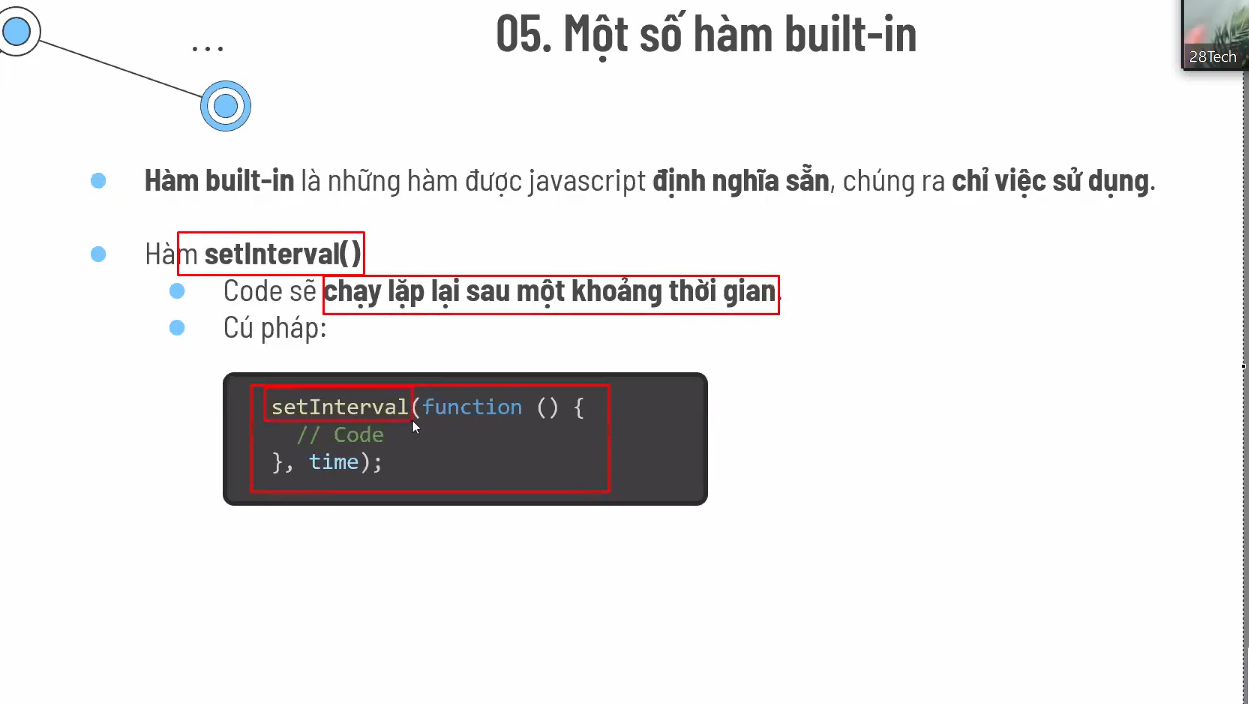 ...
05. Một số hàm built-in
28Tech
Hàm built-in là những hàm được javascript định nghĩa sẵn, chúng ra chỉ việc sử dụng.
Hàm setInterval()
Code sẽ chạy lặp lại sau một khoảng thời gian.
Cú pháp:
setInterval(function () {
// Code
}, time);